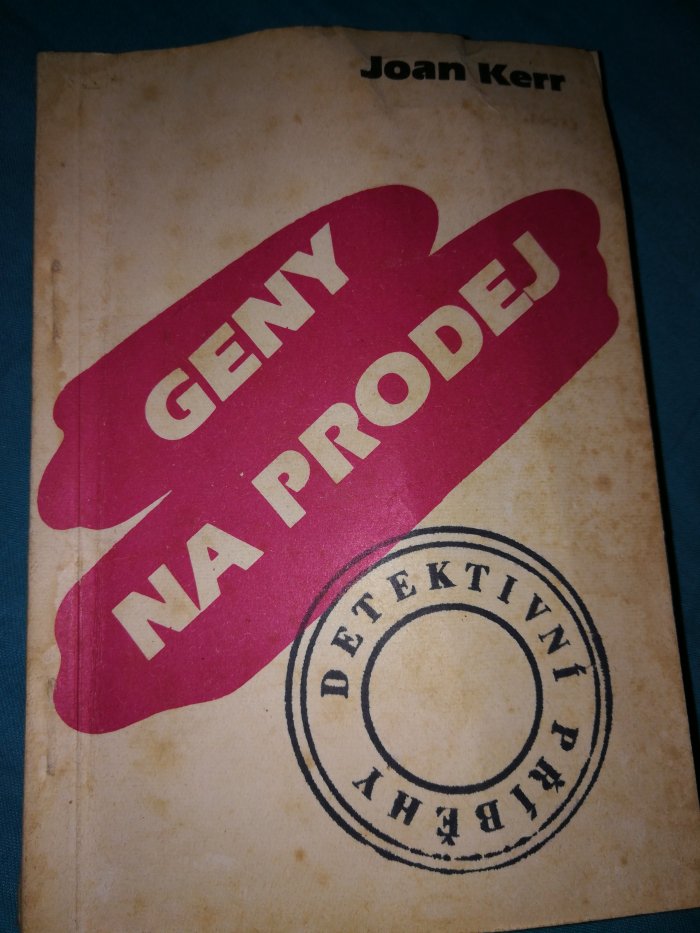 Joan Kerr
GENY
NA PRODEJ
DETEKTIVNÍ PŘÍBĚHY